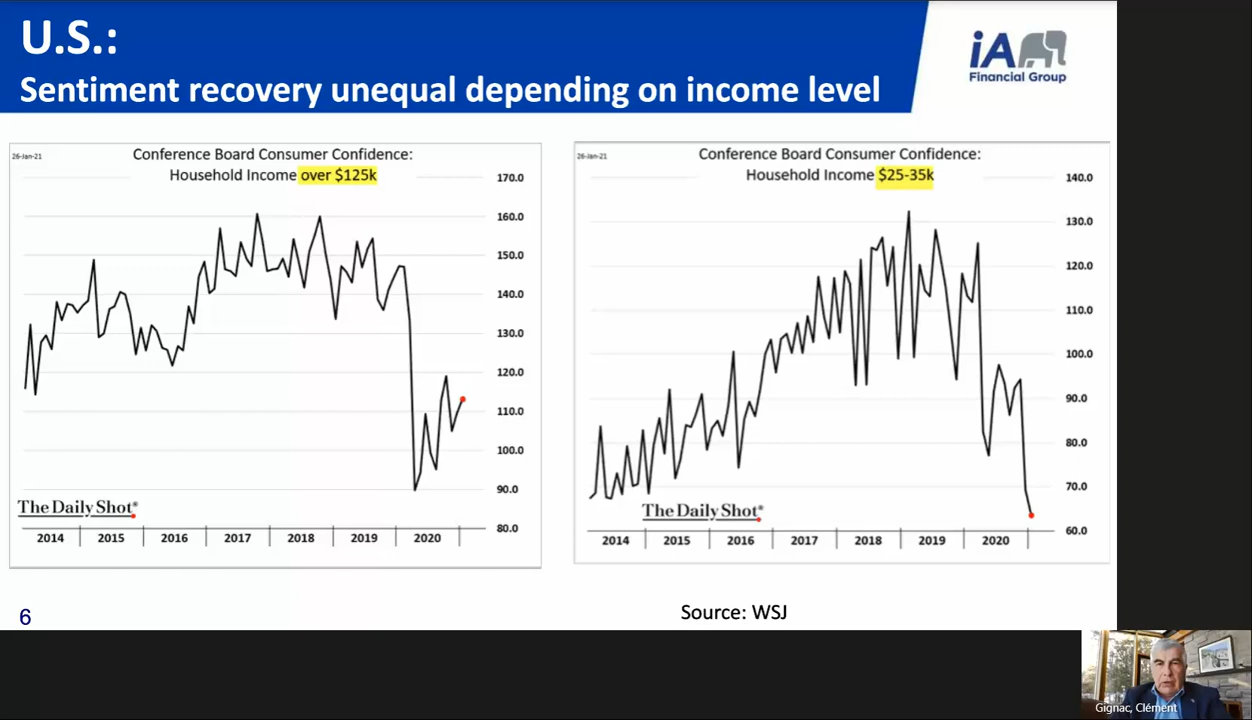 U.S.:
Sentiment recovery unequal depending on income level
iA
Financial Group
26-Jan-21
Conference Board Consumer Confidence:
Household Income over $125k
170.0
160.0
150.0
140.0
130.0
120.0
110.0
100.0
90.0
80.0
The Daily Shot®
2014 2015 2016 2017 2018 2019 2020
26-Jan-21
Conference Board Consumer Confidence:
Household Income $25-35k
140.0
130.0
120.0
110.0
100.0
90.0
80.0
70.0
60.0
The Daily Shot®
2014 2015 2016 2017 2018 2019 2020
6
Source: WSJ
Gignac, Clément